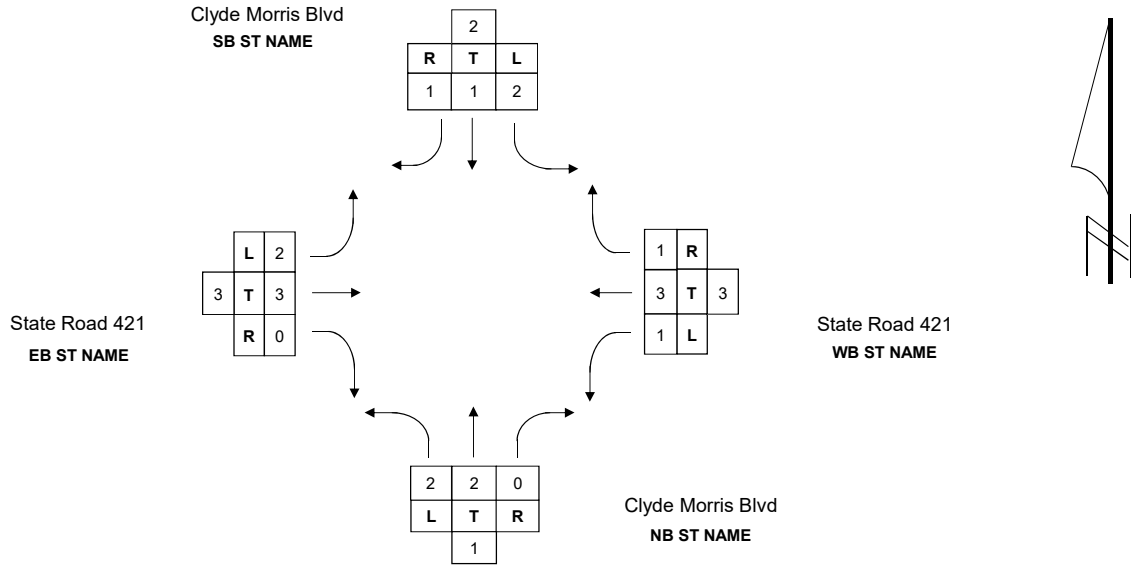 Clyde Morris Blvd
SB ST NAME
2
R T L
1 1 2
L 2
3 T 3
R 0
State Road 421
EB ST NAME
1 R
3 T 3
1 L
State Road 421
WB ST NAME
2 2 0
L T R
1
Clyde Morris Blvd
NB ST NAME
N